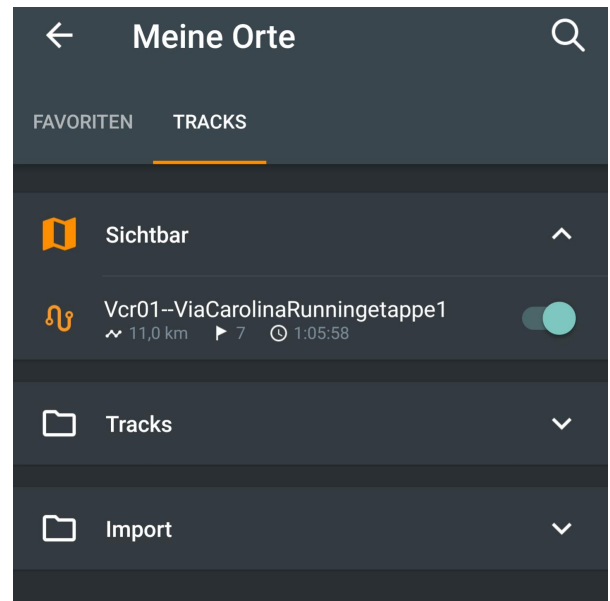 Meine Orte
FAVORITEN TRACKS
Sichtbar
Vcr01--ViaCarolinaRunningetappe1
11,0 km 7 1:05:58
Tracks
Import